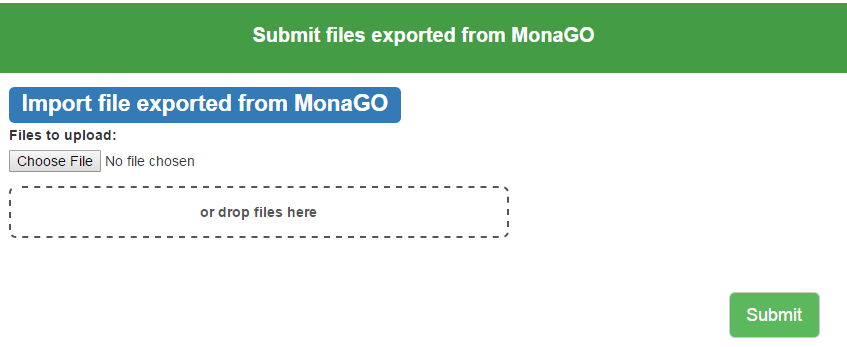 Submit files exported from MonaGO
Import file exported from MonaGO
Files to upload:
Choose File No file chosen
or drop files here
Submit